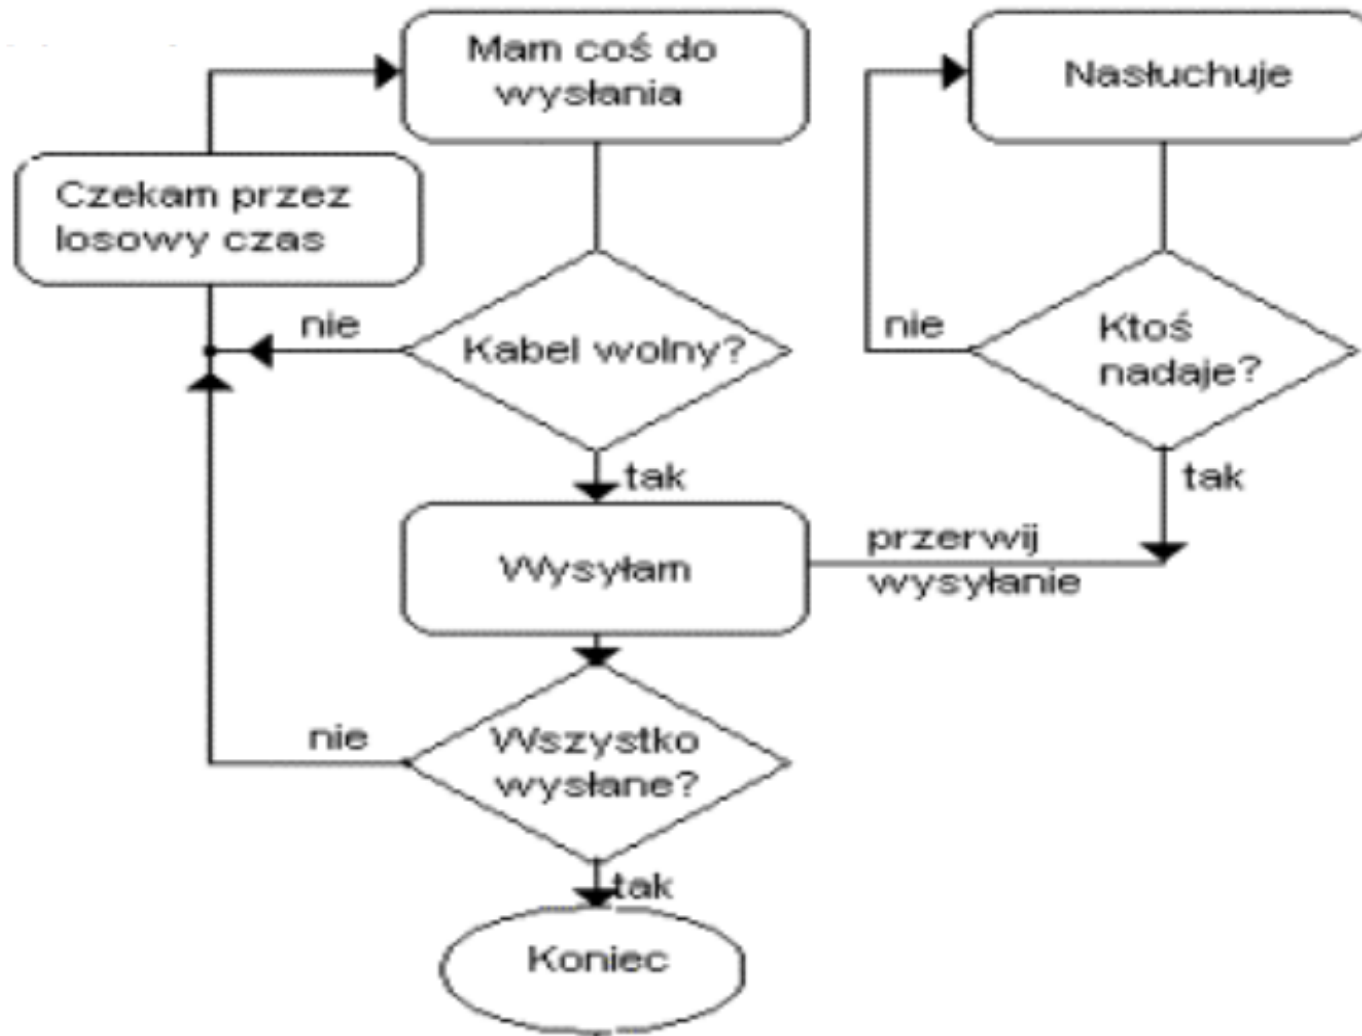 Mam coś do
wysłania
Nasłuchuje
Czekam przez
losowy czas
nie
Kabel wolny?
nie
Ktoś
nadaje?
tak
tak
Wysyłam
przerwij
wysyłanie
nie
Wszystko
wysłane?
tak
Koniec